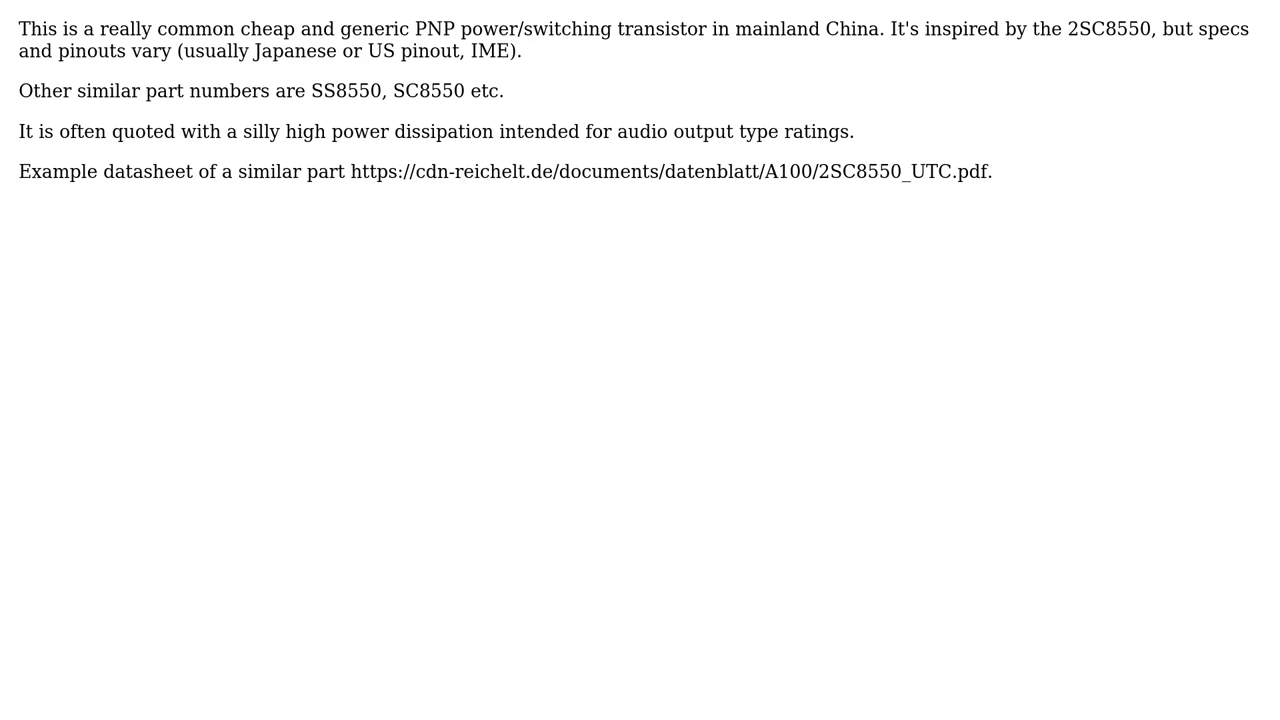 This is a really common cheap and generic PNP power/switching transistor in mainland China. It's inspired by the 2SC8550, but specs
and pinouts vary (usually Japanese or US pinout, IME).
Other similar part numbers are SS8550, SC8550 etc.
It is often quoted with a silly high power dissipation intended for audio output type ratings.
Example datasheet of a similar part https://cdn-reichelt.de/documents/datenblatt/A100/2SC8550_UTC.pdf.